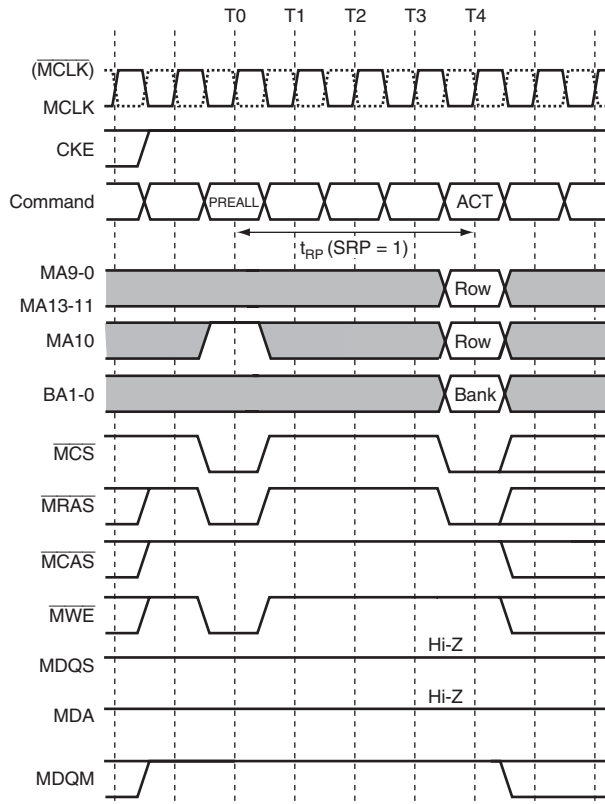 T0 T1 T2 T3 T4
(MCLK)
MCLK
CKE
Command PREALL ACT
tRP (SRP = 1)
MA9-0
MA13-11 Row
MA10 Row
BA1-0 Bank
MCS
MRAS
MCAS
MWE
Hi-Z
MDQS
Hi-Z
MDA
MDQM